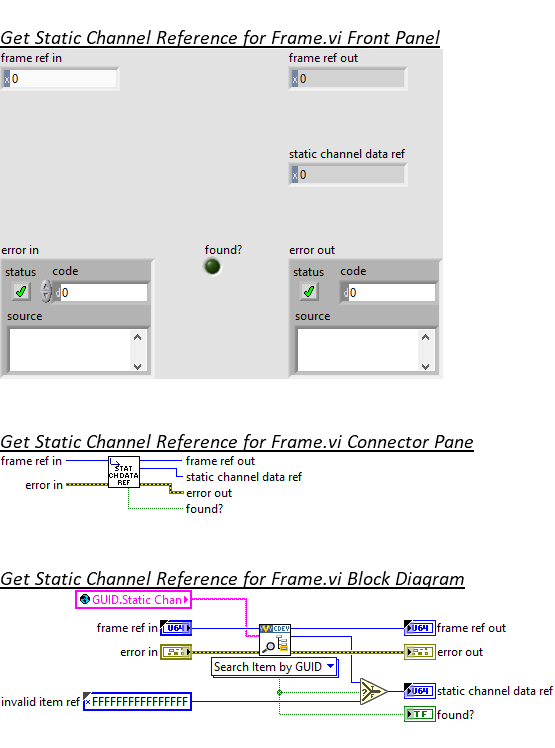 Get Static Channel Reference for Frame.vi Front Panel
frame ref in
frame ref out
x 0
x 0
static channel data ref
x 0
error in
found?
error out
status code
status code
d 0
d 0
source
source
Get Static Channel Reference for Frame.vi Connector Pane
frame ref in
frame ref out
STAT
CHDATA
REF
static channel data ref
error in
error out
found?
Get Static Channel Reference for Frame.vi Block Diagram
GUID.Static Chan
frame ref in
U64
CDEV
U64
frame ref out
error in
error out
Search Item by GUID
invalid item ref
x FFFFFFFFFFFFFFFF
? T F
U64
static channel data ref
TF
found?